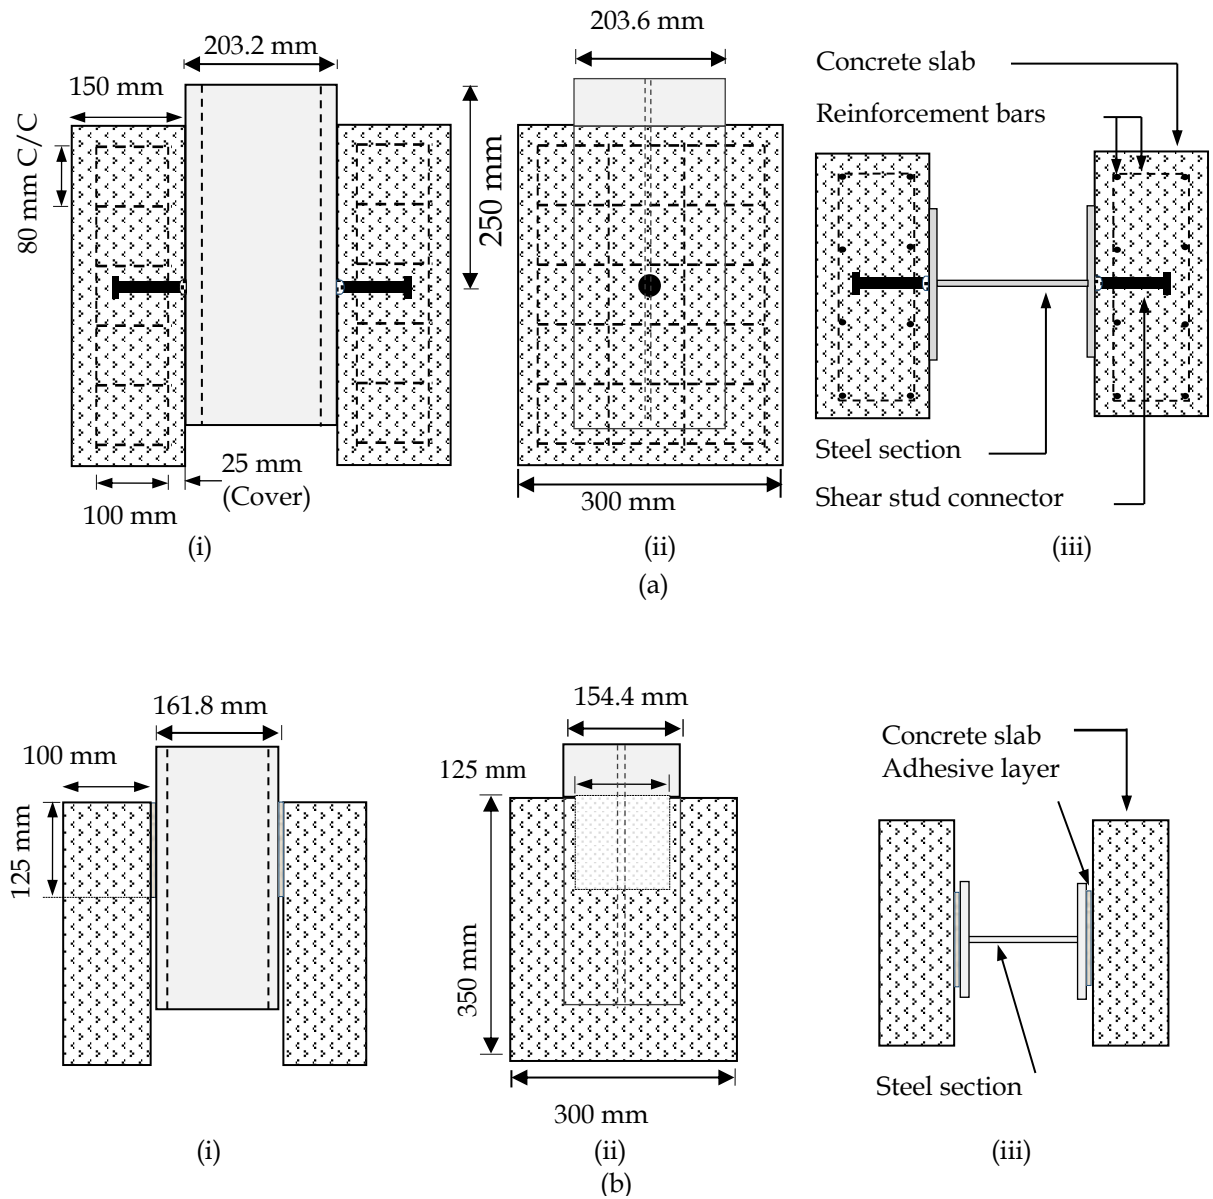 203.2 mm
150 mm
80 mm C/C
250 mm
25 mm
(Cover)
100 mm
(i)
203.6 mm
300 mm
(ii)
(a)
Concrete slab
Reinforcement bars
Steel section
Shear stud connector
(iii)
161.8 mm
100 mm
125 mm
(i)
154.4 mm
125 mm
350 mm
300 mm
(ii)
(b)
Concrete slab
Adhesive layer
Steel section
(iii)